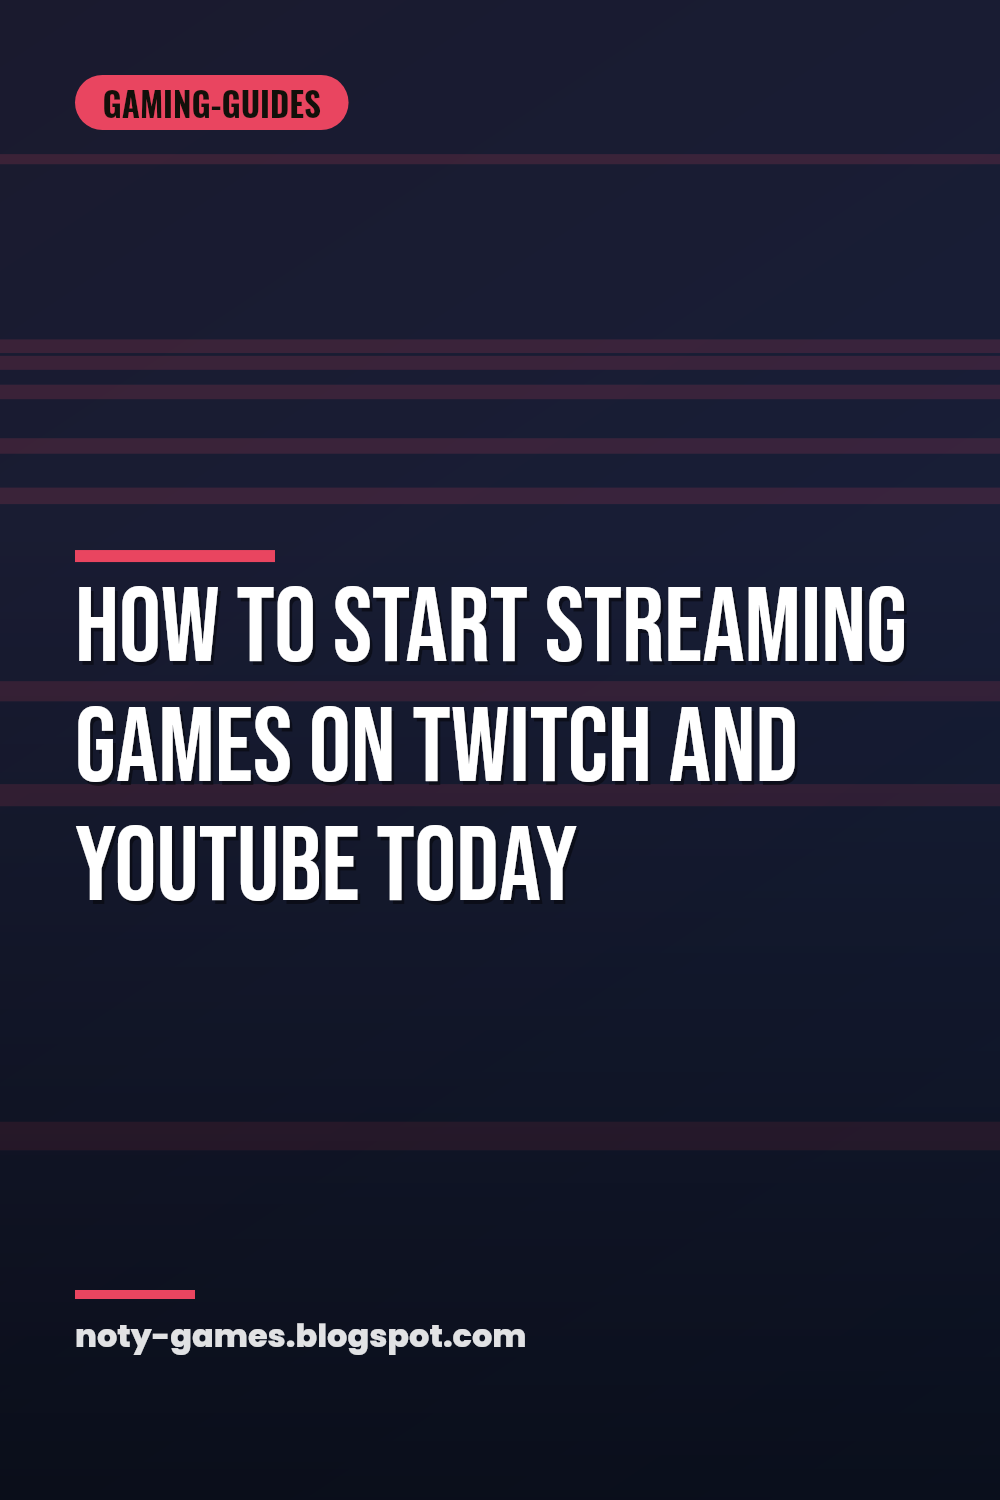 GAMING-GUIDES
HOW TO START STREAMING
GAMES ON TWITCH AND
YOUTUBE TODAY
noty-games.blogspot.com